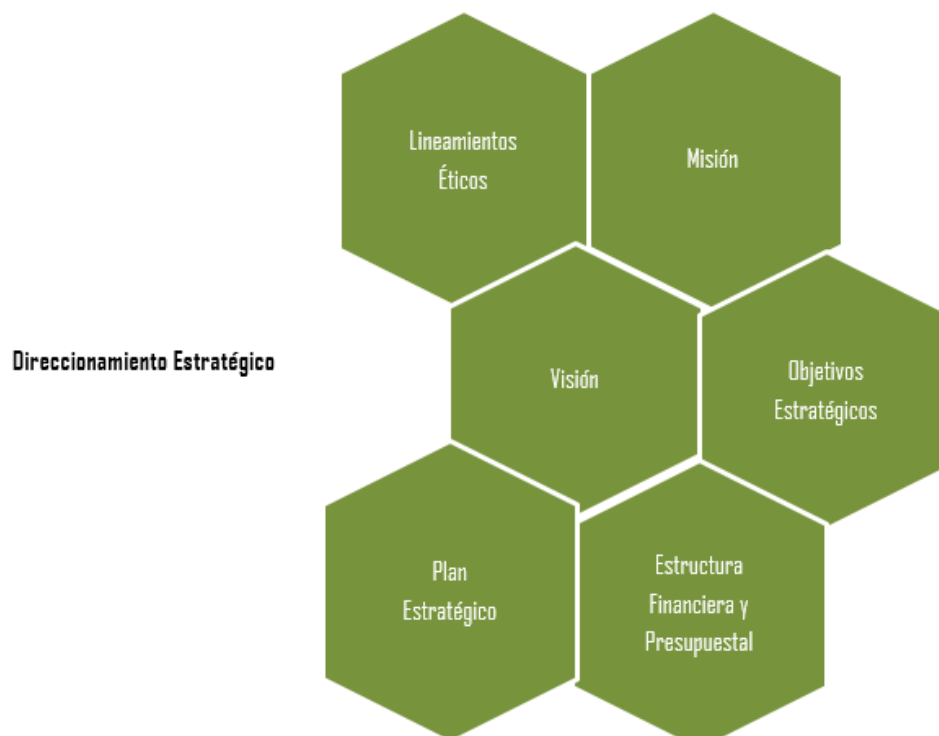 Lineamientos
Éticos
Misión
Direccionamiento Estratégico
Visión
Objetivos
Estratégicos
Plan
Estratégico
Estructura
Financiera y
Presupuestal